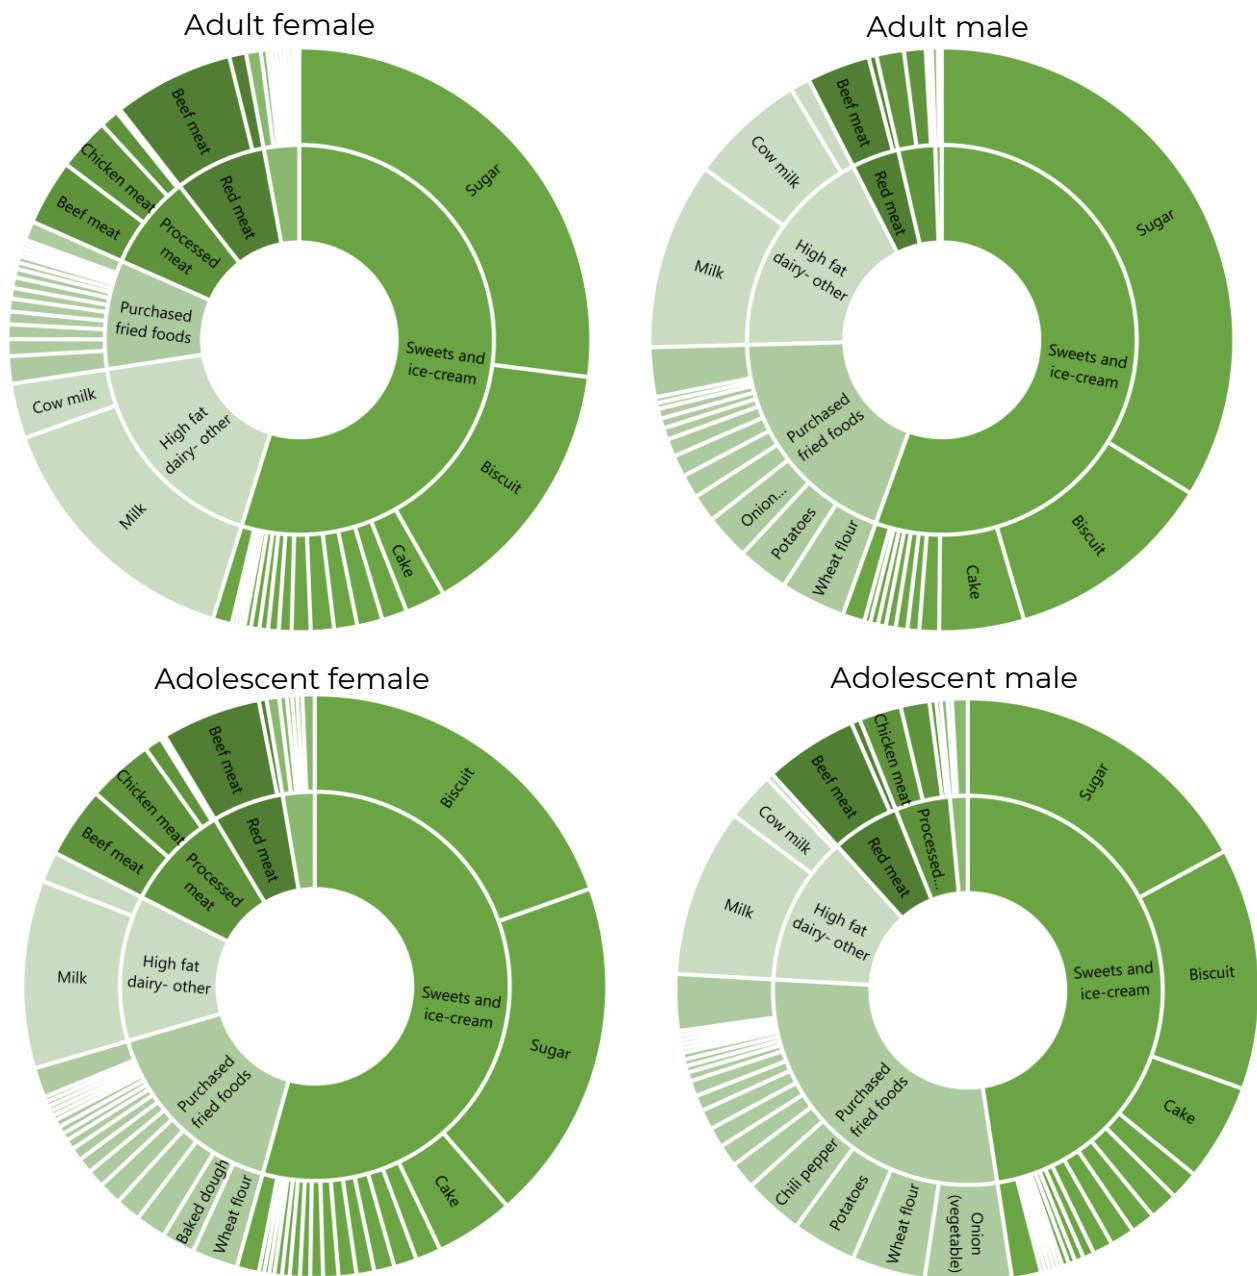 Adult female
Sugar
Biscuit
Cake
Milk
Cow milk
Beef meat
Chicken meat
Beef meat
Sweets and
ice-cream
High fat
dairy- other
Purchased
fried foods
Processed
meat
Red meat
Adult male
Sugar
Biscuit
Cake
Wheat flour
Potatoes
Onion...
Milk
Cow milk
Beef meat
Sweets and
ice-cream
Purchased
fried foods
High fat
dairy- other
Red meat
Adolescent female
Biscuit
Sugar
Cake
Wheat flour
Baked dough
Milk
Beef meat
Chicken meat
Beef meat
Sweets and
ice-cream
Purchased
fried foods
High fat
dairy- other
Processed
meat
Red meat
Adolescent male
Sugar
Biscuit
Cake
Onion
(vegetable)
Wheat flour
Potatoes
Chili pepper
Milk
Cow milk
Beef meat
Chicken meat
Sweets and
ice-cream
Purchased
fried foods
High fat
dairy- other
Red meat
Processed...